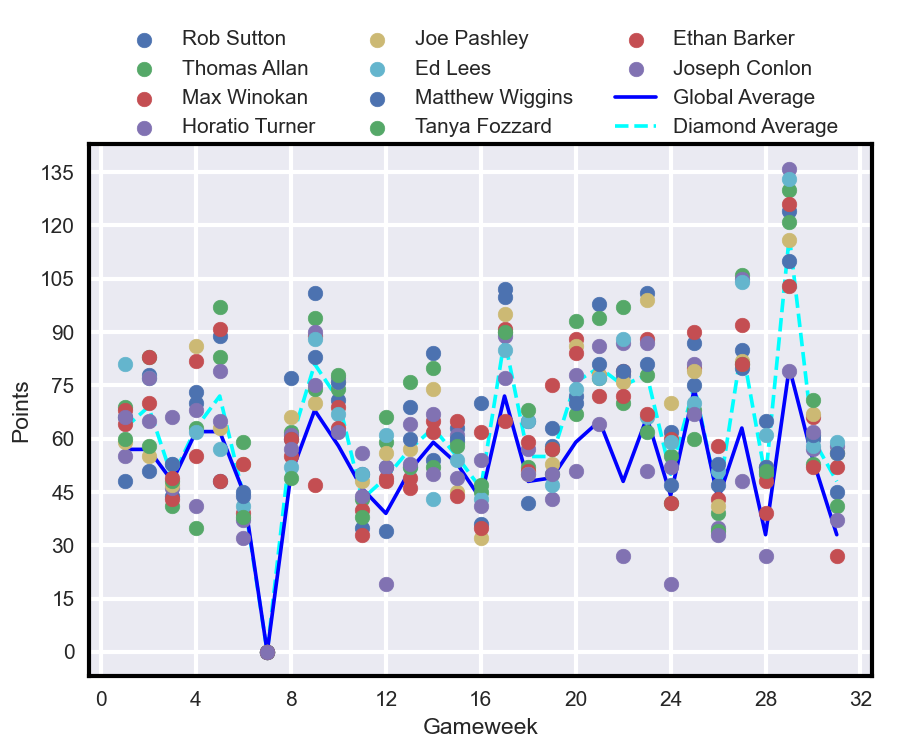 Rob Sutton Joe Pashley Ethan Barker
Thomas Allan Ed Lees Joseph Conlon
Max Winokan Matthew Wiggins Global Average
Horatio Turner Tanya Fozzard Diamond Average
135
120
105
90
75
60
45
30
15
0
Points
0 4 8 12 16 20 24 28 32
Gameweek